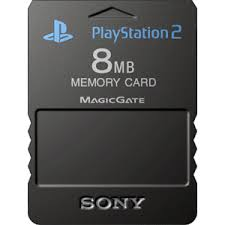 PlayStation 2
8MB
MEMORY CARD
MAGICGATE
SONY